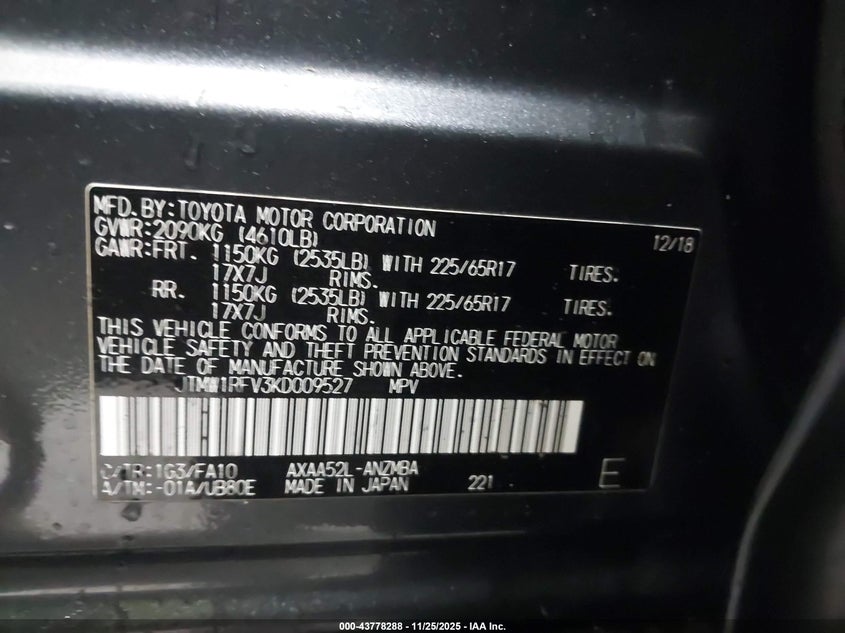 MFD. BY: TOYOTA MOTOR CORPORATION 12/18
GVWR: 2090KG (4610LB)
GAWR: FRT. 1150KG (2535LB) WITH 225/65R17 TIRES.
17X7J RIMS.
RR. 1150KG (2535LB) WITH 225/65R17 TIRES.
17X7J RIMS.
THIS VEHICLE CONFORMS TO ALL APPLICABLE FEDERAL MOTOR
VEHICLE SAFETY AND THEFT PREVENTION STANDARDS IN EFFECT ON
THE DATE OF MANUFACTURE SHOWN ABOVE.
JTMW1RFV3KD009527 MPV
C/TR: 1G3/FA10 AXAA52L-ANZMBA
A/TM: -01A/UB80E MADE IN JAPAN 221 E
000-43778288 - 11/25/2025 - IAA Inc.